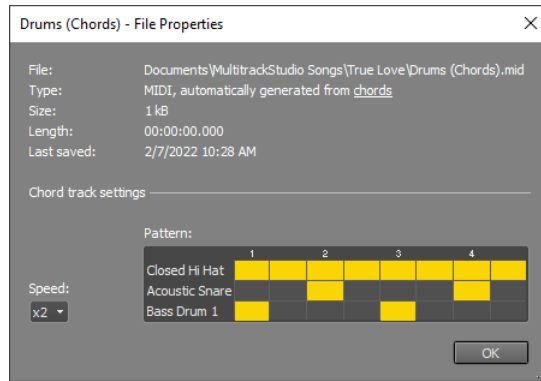 Drums (Chords) - File Properties
File: Documents\MultitrackStudio Songs\True Love\Drums (Chords).mid
Type: MIDI, automatically generated from chords
Size: 1 kB
Length: 00:00:00.000
Last saved: 2/7/2022 10:28 AM
Chord track settings
Pattern:
1 2 3 4
Closed Hi Hat
Speed: Acoustic Snare
x2 Bass Drum 1
OK